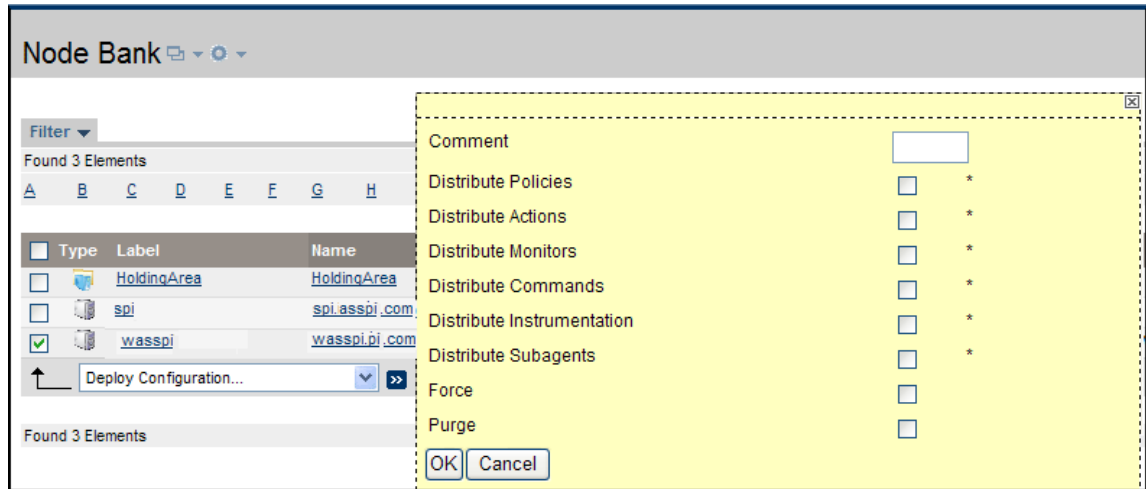 Node Bank
Filter
Found 3 Elements
A B C D E F G H
Type Label Name
HoldingArea HoldingArea
spi spi.asspi.com
wasspi wasspi.pi.com
Deploy Configuration...
Found 3 Elements
Comment
Distribute Policies *
Distribute Actions *
Distribute Monitors *
Distribute Commands *
Distribute Instrumentation *
Distribute Subagents *
Force
Purge
OK Cancel